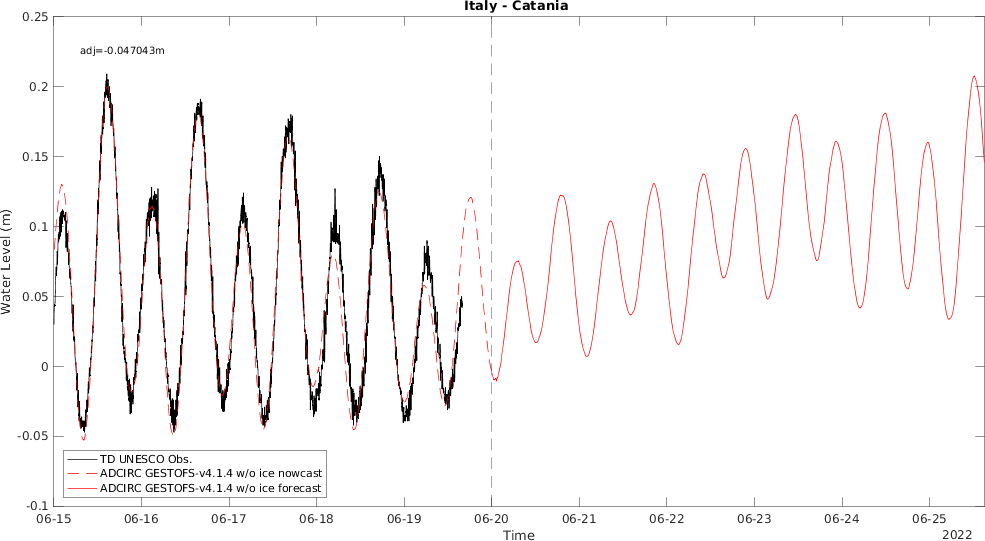 Italy - Catania
0.25
adj=-0.047043m
0.2
0.15
0.1
0.05
0
-0.05
-0.1
Water Level (m)
TD UNESCO Obs.
ADCIRC GESTOFS-v4.1.4 w/o ice nowcast
ADCIRC GESTOFS-v4.1.4 w/o ice forecast
06-15 06-16 06-17 06-18 06-19 06-20 06-21 06-22 06-23 06-24 06-25
Time
2022